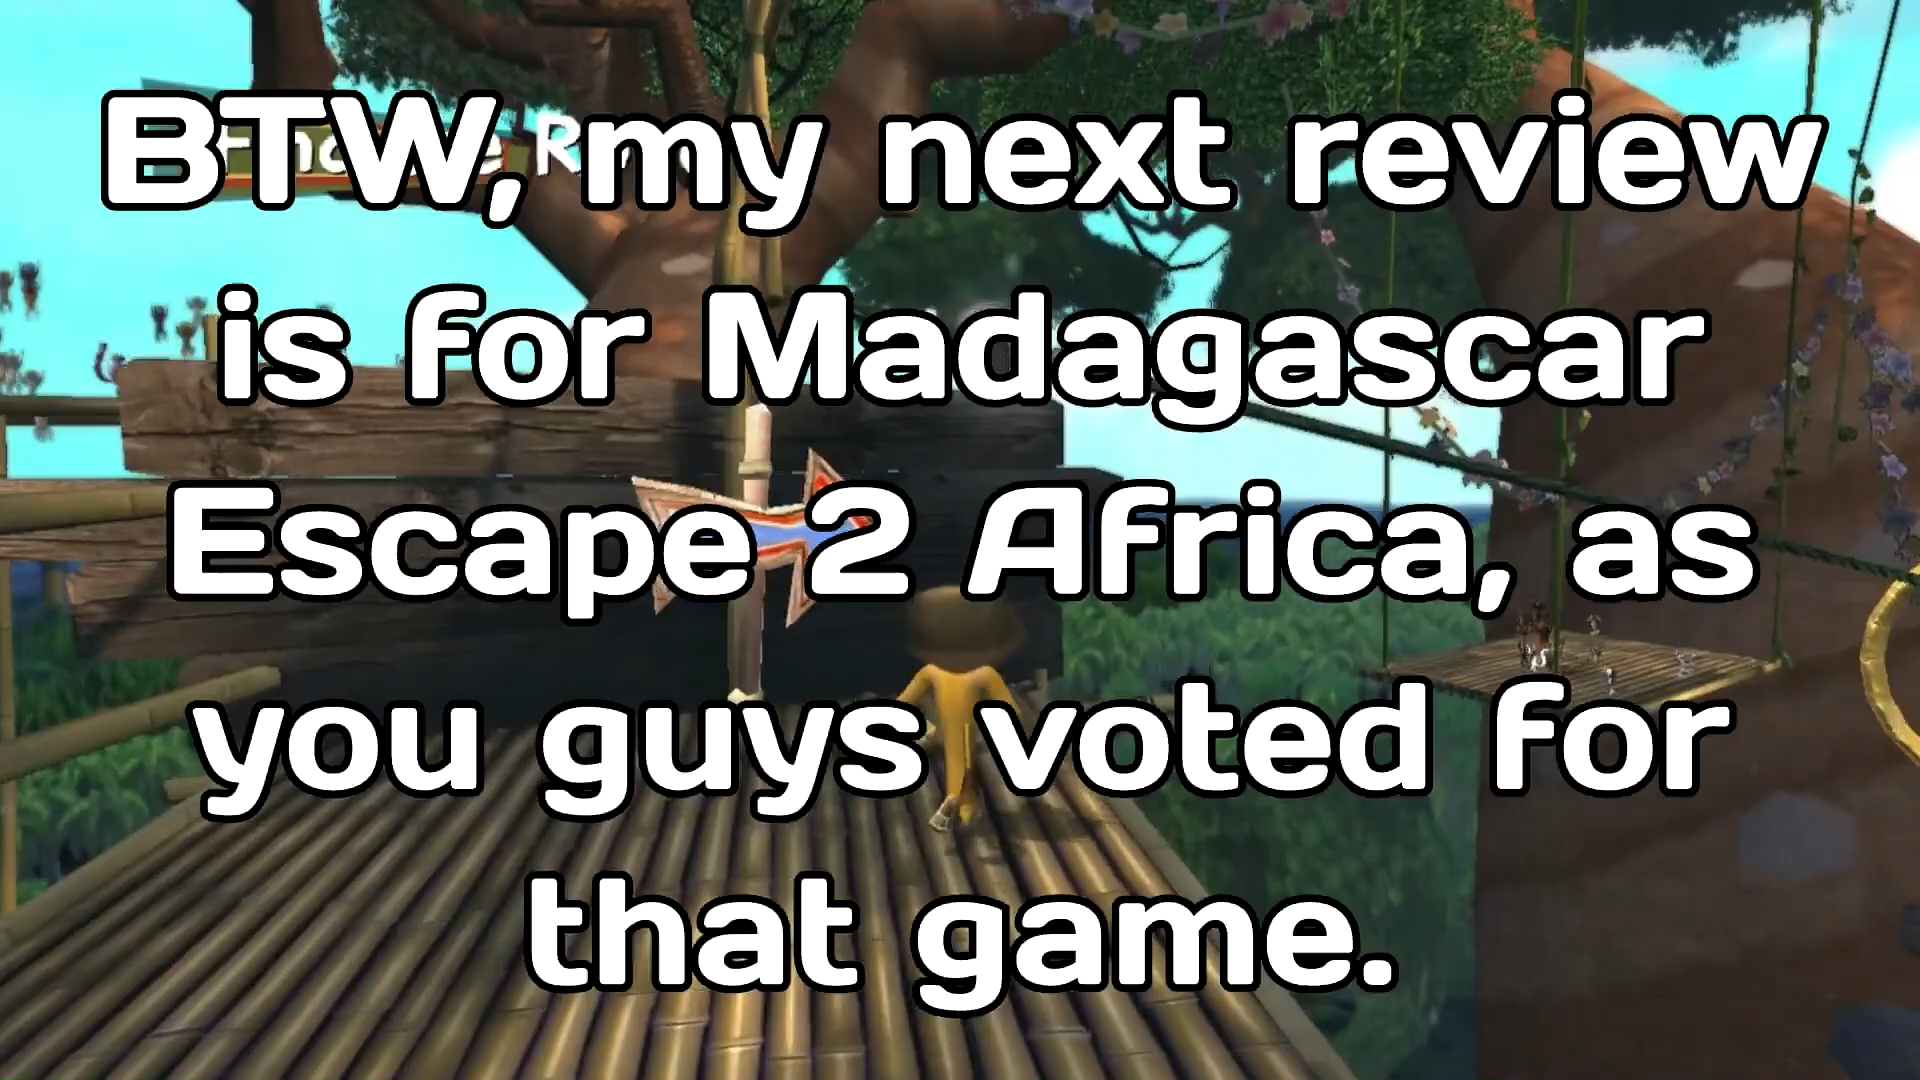 BTW, my next review
is for Madagascar
Escape 2 Africa, as
you guys voted for
that game.